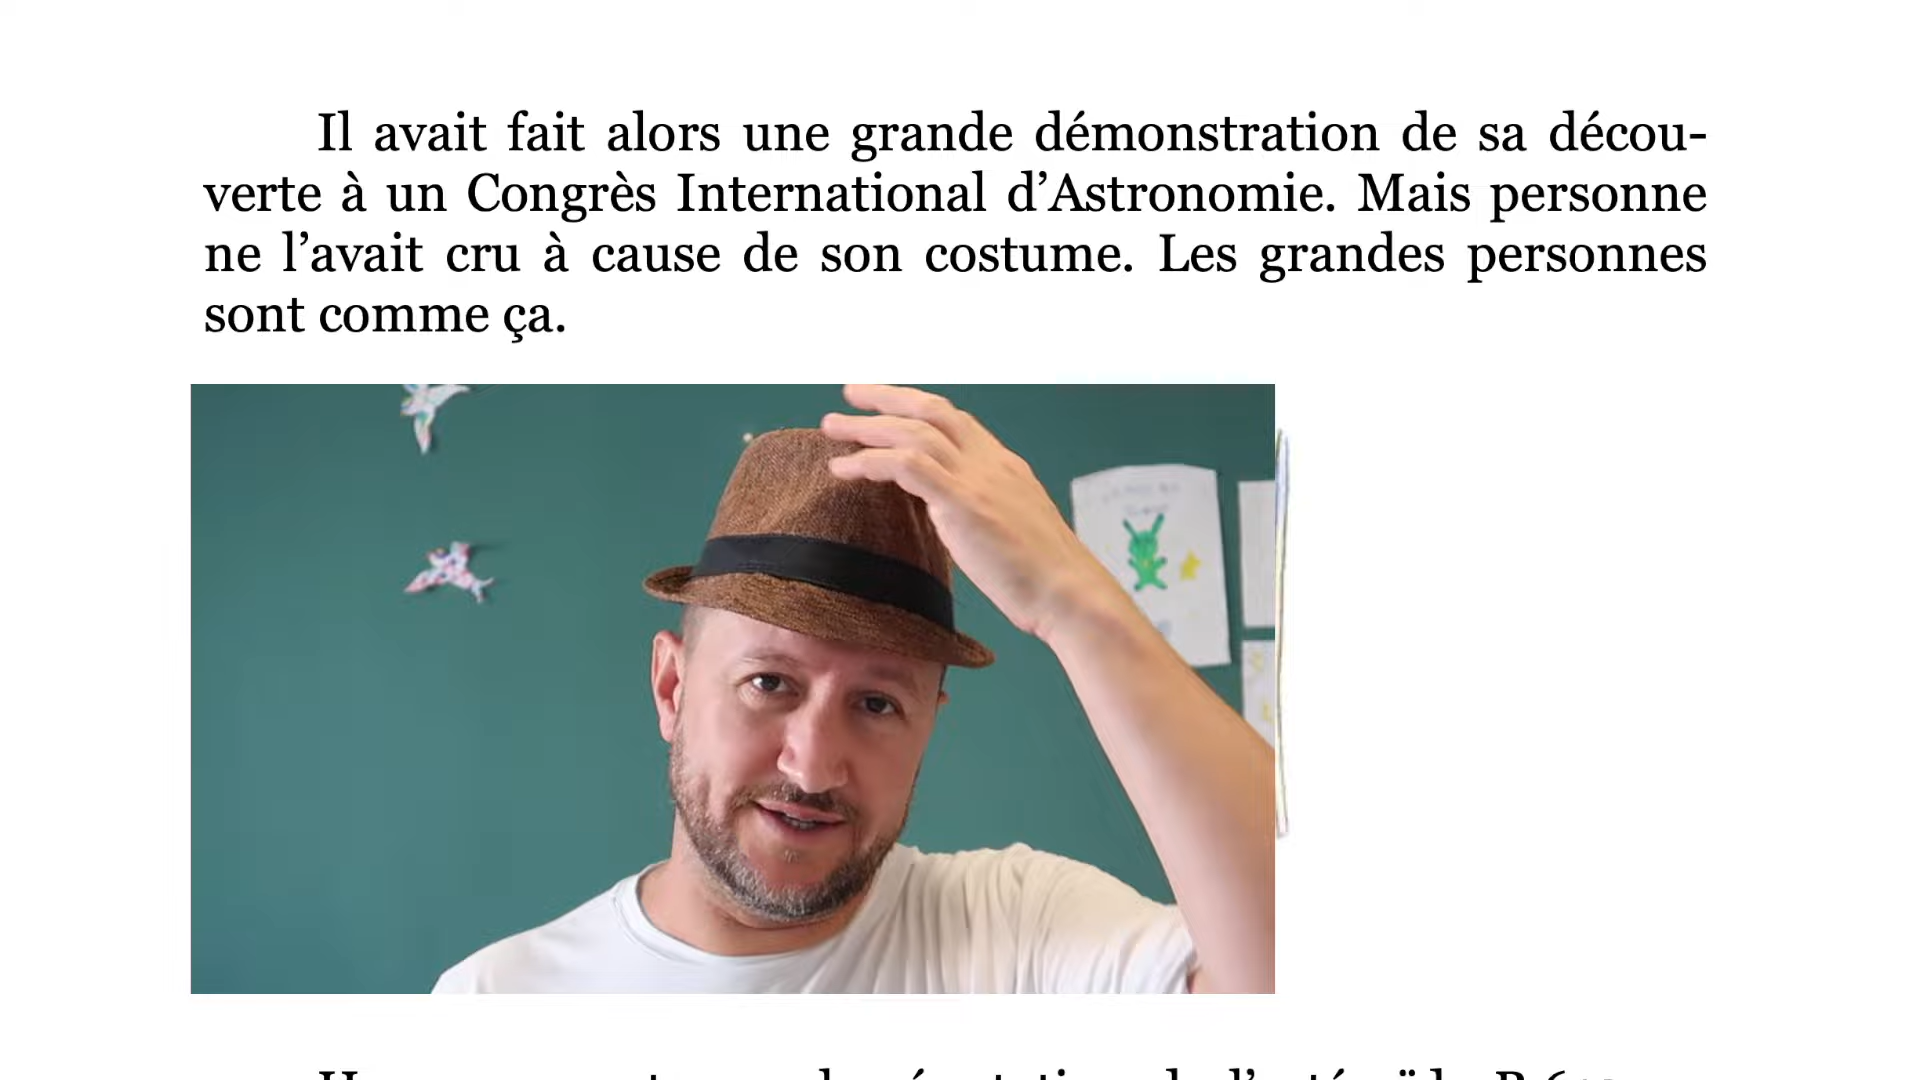 Il avait fait alors une grande démonstration de sa décou-
verte à un Congrès International d’Astronomie. Mais personne
ne l’avait cru à cause de son costume. Les grandes personnes
sont comme ça.